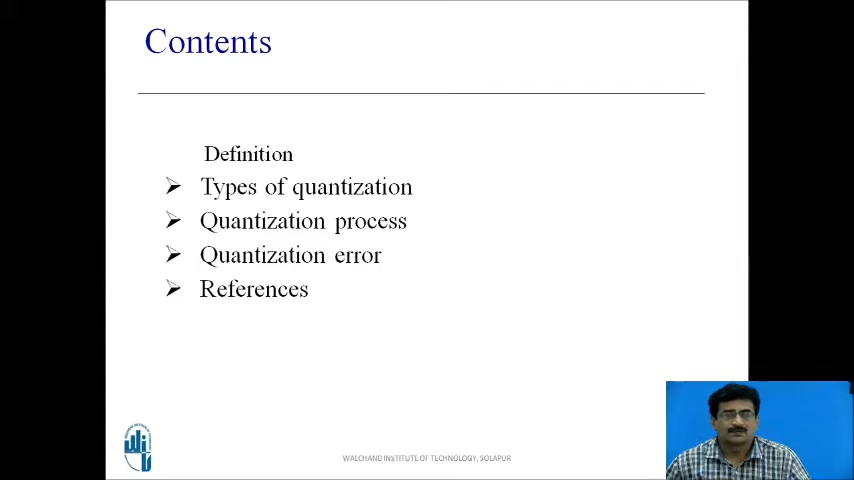 Contents
Definition
Types of quantization
Quantization process
Quantization error
References
WALCHAND INSTITUTE OF TECHNOLOGY, SOLAPUR